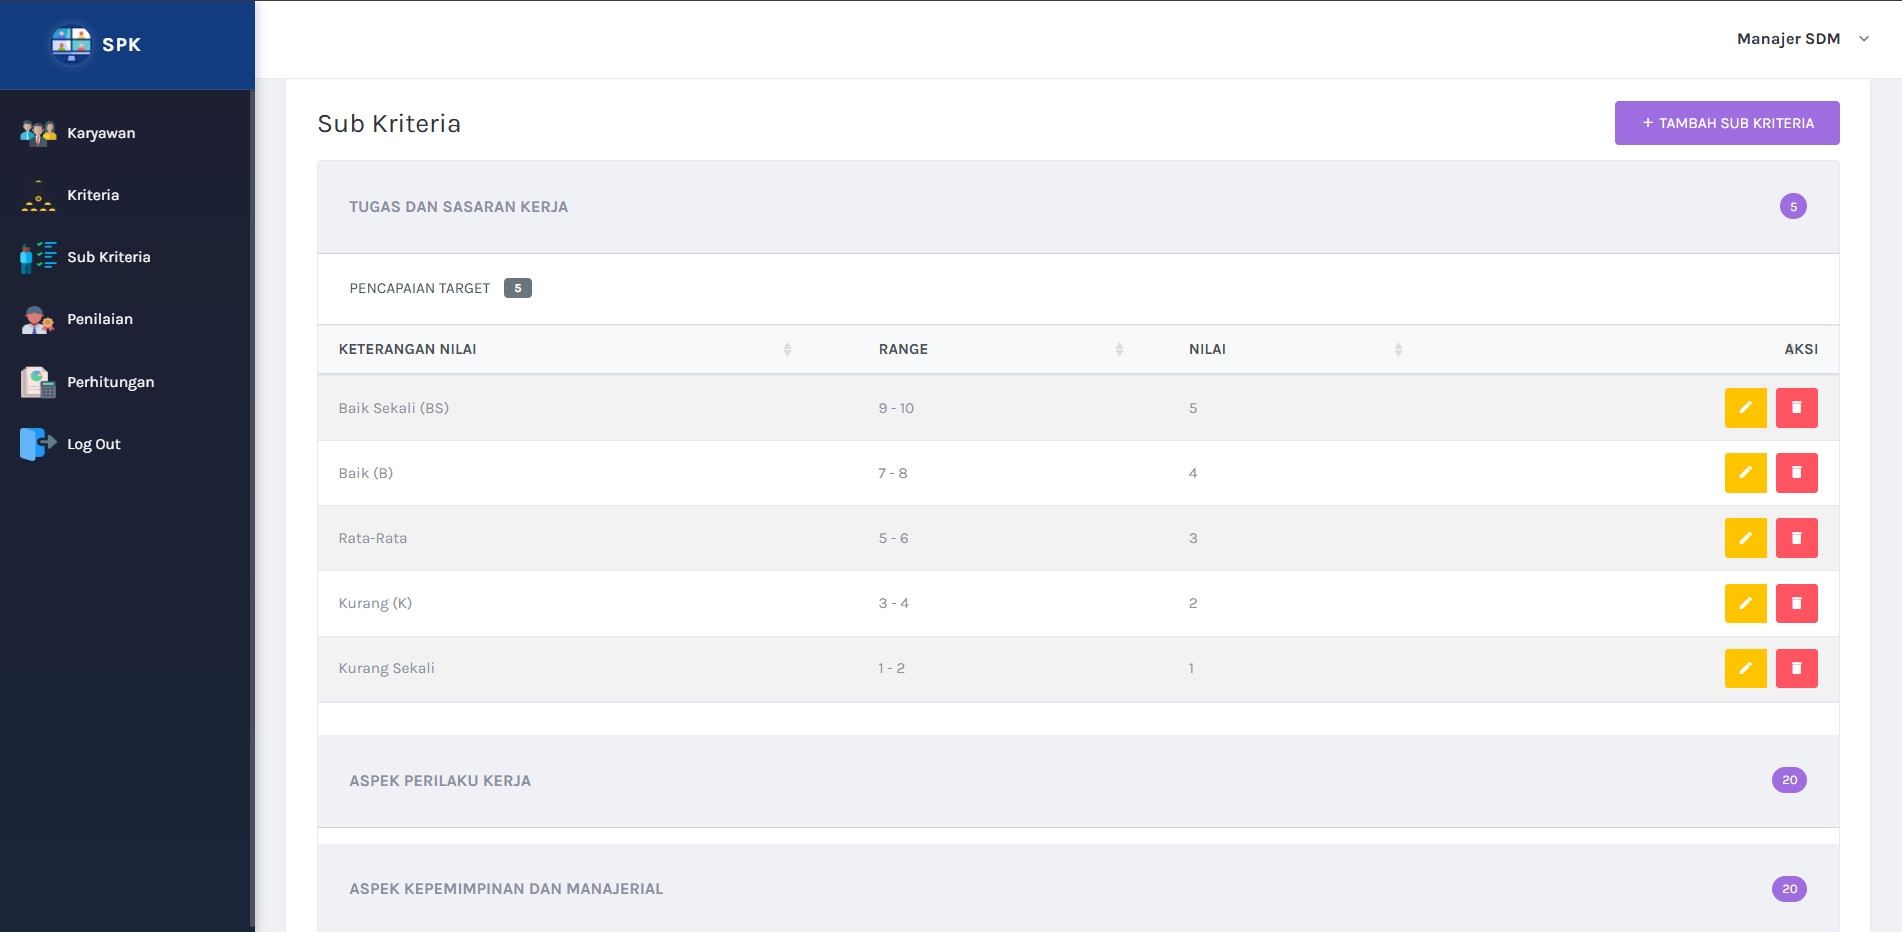 SPK
Manajer SDM
Karyawan
Kriteria
Sub Kriteria
Penilaian
Perhitungan
Log Out
Sub Kriteria
+ TAMBAH SUB KRITERIA
TUGAS DAN SASARAN KERJA 5
PENCAPAIAN TARGET 5
KETERANGAN NILAI RANGE NILAI AKSI
Baik Sekali (BS) 9 - 10 5
Baik (B) 7 - 8 4
Rata-Rata 5 - 6 3
Kurang (K) 3 - 4 2
Kurang Sekali 1 - 2 1
ASPEK PERILAKU KERJA 20
ASPEK KEPEMIMPINAN DAN MANAJERIAL 20